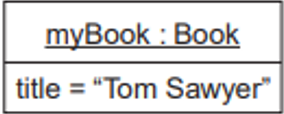 myBook : Book
title = “Tom Sawyer”